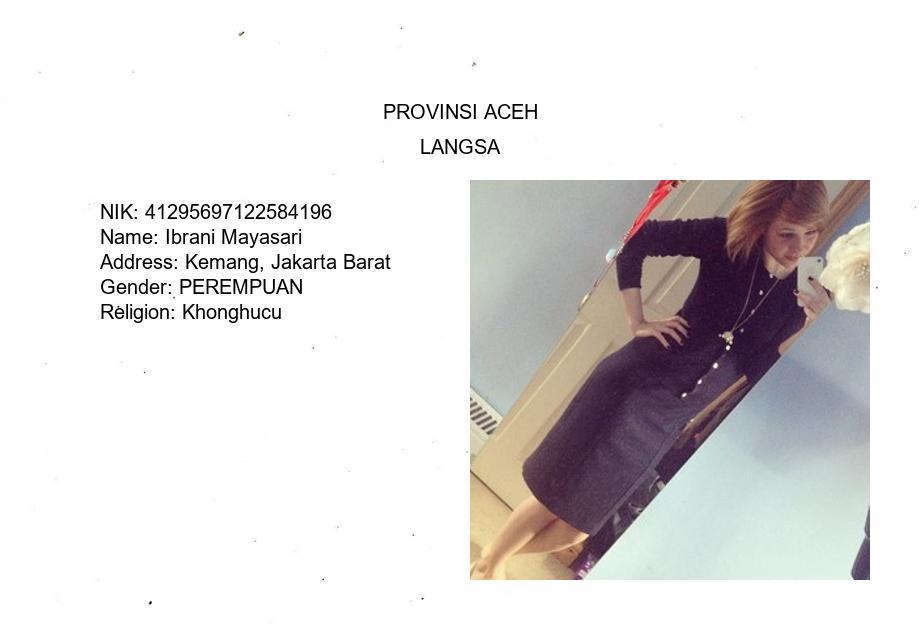 PROVINSI ACEH
LANGSA
NIK: 41295697122584196
Name: Ibrani Mayasari
Address: Kemang, Jakarta Barat
Gender: PEREMPUAN
Religion: Khonghucu